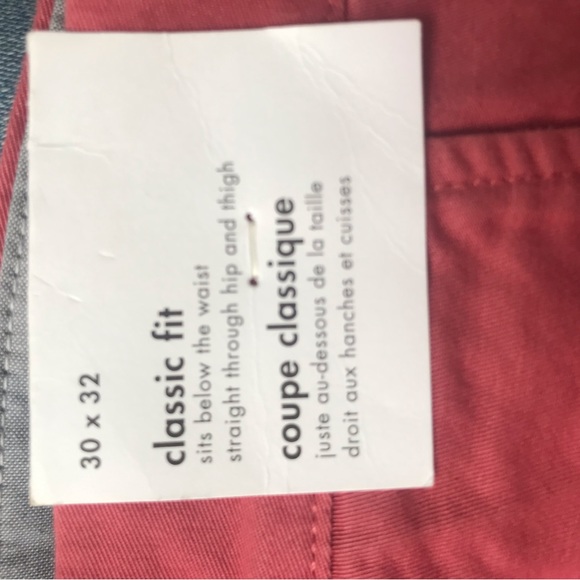 30 x 32
classic fit
sits below the waist
straight through hip and thigh
coupe classique
juste au-dessous de la taille
droit aux hanches et cuisses